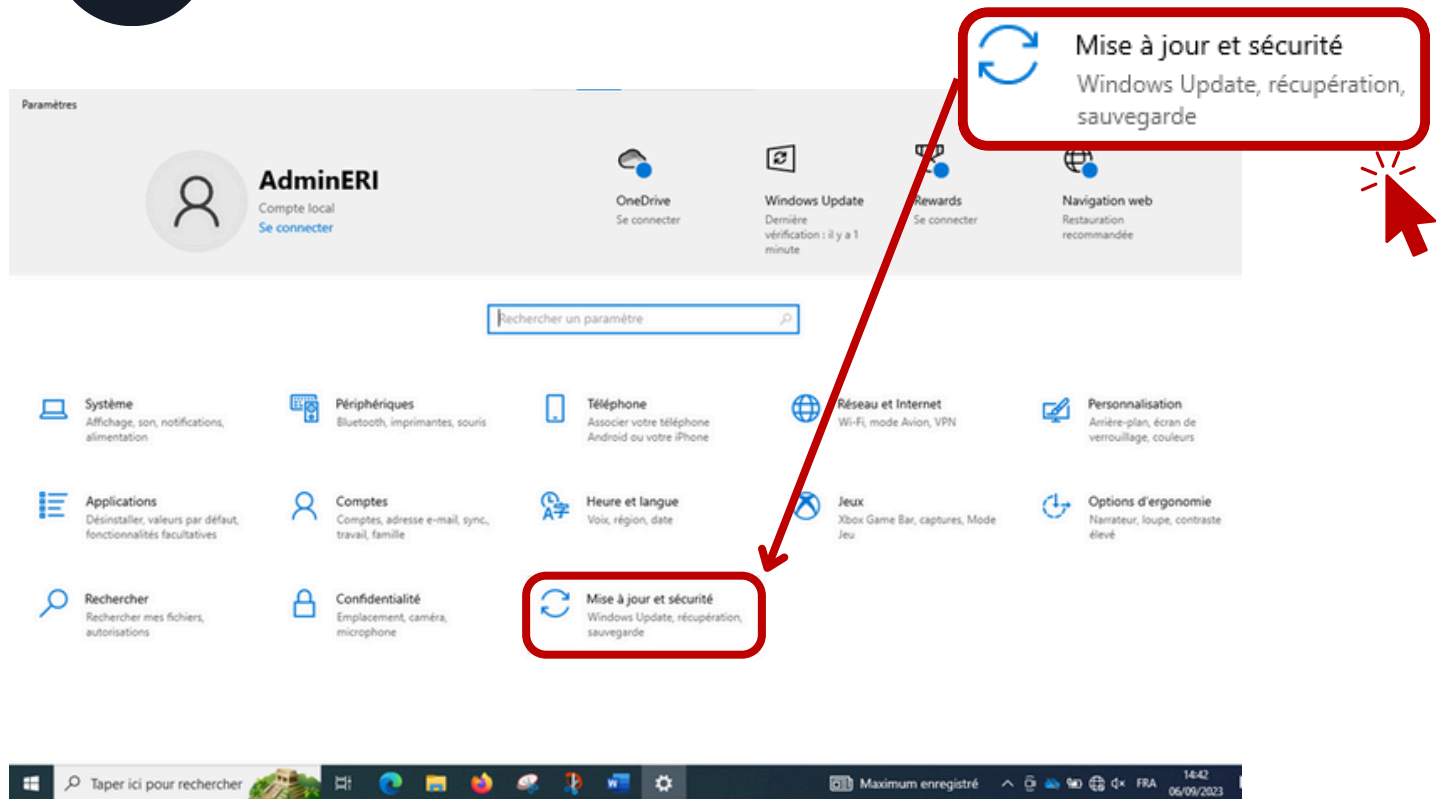 Mise à jour et sécurité
Windows Update, récupération,
sauvegarde
Paramètres
AdminERI
Compte local
Se connecter
OneDrive
Se connecter
Windows Update
Dernière
vérification : il y a 1
minute
Rewards
Se connecter
Navigation web
Restauration
recommandée
Rechercher un paramètre
Système
Affichage, son, notifications,
alimentation
Périphériques
Bluetooth, imprimantes, souris
Téléphone
Associer votre téléphone
Android ou votre iPhone
Réseau et Internet
Wi-Fi, mode Avion, VPN
Personnalisation
Arrière-plan, écran de
verrouillage, couleurs
Applications
Désinstaller, valeurs par défaut,
fonctionnalités facultatives
Comptes
Comptes, adresse e-mail, sync.,
travail, famille
Heure et langue
Voix, région, date
Jeux
Xbox Game Bar, captures, Mode
Jeu
Options d'ergonomie
Narrateur, loupe, contraste
élevé
Rechercher
Rechercher mes fichiers,
autorisations
Confidentialité
Emplacement, caméra,
microphone
Mise à jour et sécurité
Windows Update, récupération,
sauvegarde
Taper ici pour rechercher
Maximum enregistré
FRA
14:42
06/09/2023